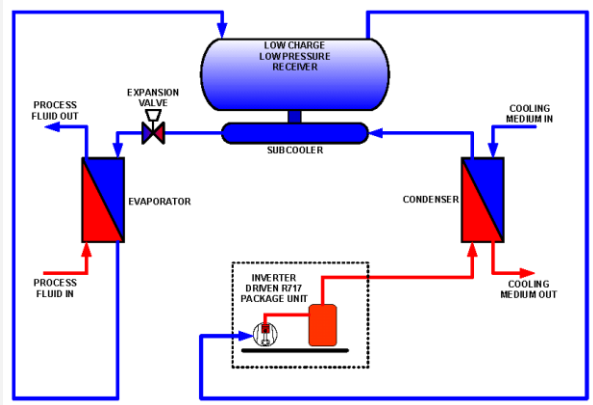 LOW CHARGE
LOW PRESSURE
RECEIVER
EXPANSION
VALVE
PROCESS
FLUID OUT
COOLING
MEDIUM IN
SUBCOOLER
EVAPORATOR
CONDENSER
INVERTER
DRIVEN R717
PACKAGE UNIT
PROCESS
FLUID IN
COOLING
MEDIUM OUT